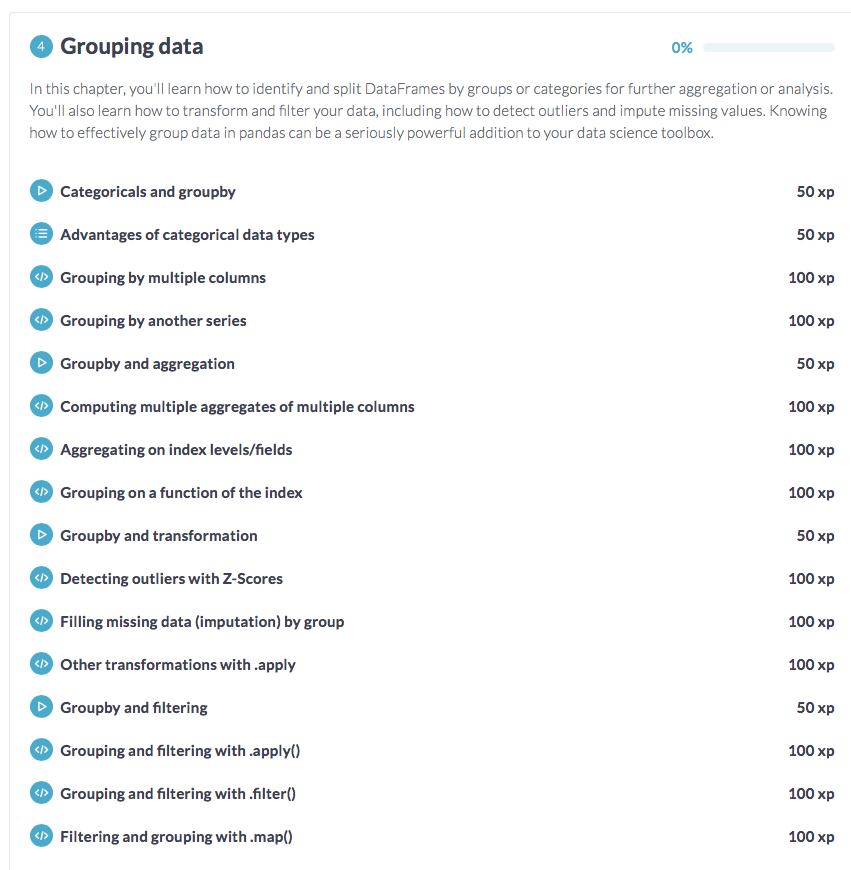 4 Grouping data 0%
In this chapter, you'll learn how to identify and split DataFrames by groups or categories for further aggregation or analysis.
You'll also learn how to transform and filter your data, including how to detect outliers and impute missing values. Knowing
how to effectively group data in pandas can be a seriously powerful addition to your data science toolbox.
Categoricals and groupby 50 xp
Advantages of categorical data types 50 xp
Grouping by multiple columns 100 xp
Grouping by another series 100 xp
Groupby and aggregation 50 xp
Computing multiple aggregates of multiple columns 100 xp
Aggregating on index levels/fields 100 xp
Grouping on a function of the index 100 xp
Groupby and transformation 50 xp
Detecting outliers with Z-Scores 100 xp
Filling missing data (imputation) by group 100 xp
Other transformations with .apply 100 xp
Groupby and filtering 50 xp
Grouping and filtering with .apply() 100 xp
Grouping and filtering with .filter() 100 xp
Filtering and grouping with .map() 100 xp